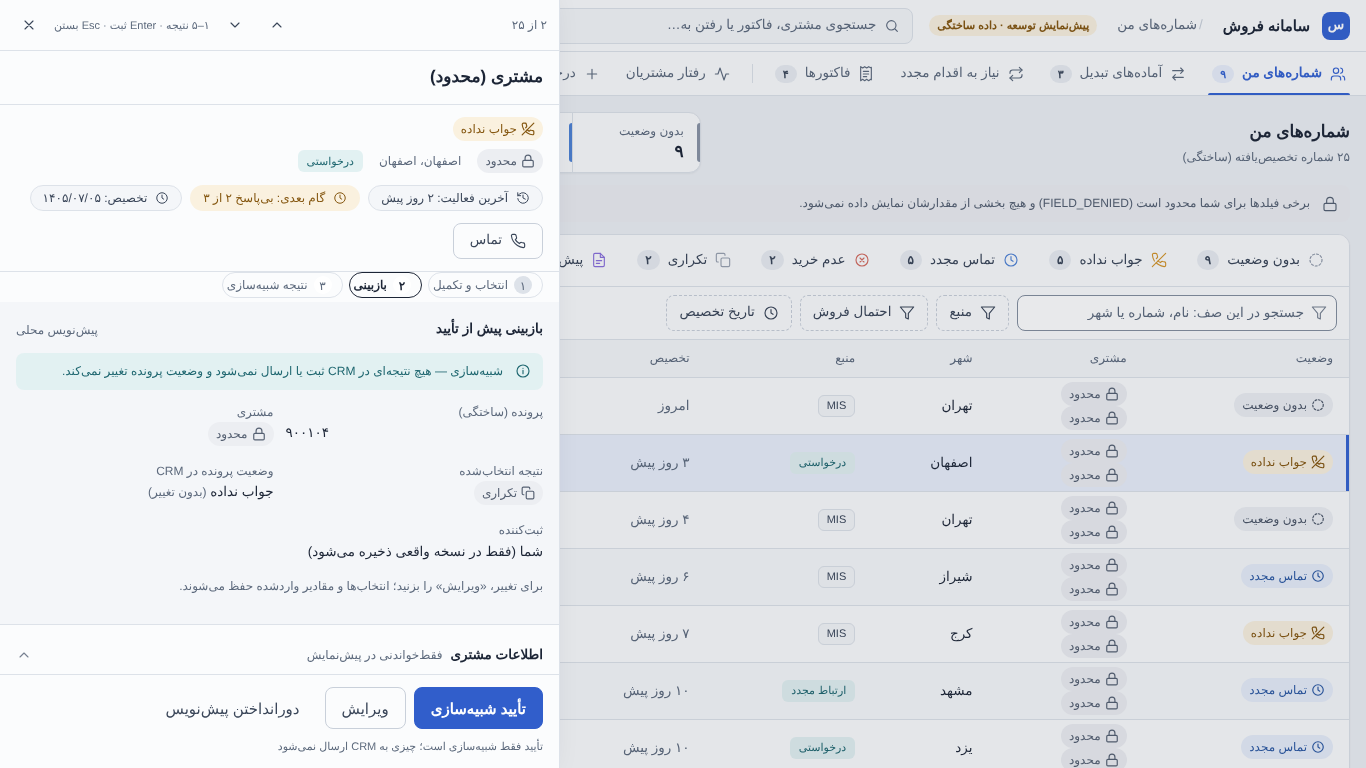 س
سامانه فروش
/ شماره‌های من
پیش‌نمایش توسعه · داده ساختگی
جستجوی مشتری، فاکتور یا رفتن به…
شماره‌های من ۹
آماده‌های تبدیل ۳
نیاز به اقدام مجدد
فاکتورها ۴
رفتار مشتریان
شماره‌های من
۲۵ شماره تخصیص‌یافته (ساختگی)
بدون وضعیت
۹
برخی فیلدها برای شما محدود است (FIELD_DENIED) و هیچ بخشی از مقدارشان نمایش داده نمی‌شود.
بدون وضعیت ۹
جواب نداده ۵
تماس مجدد ۵
عدم خرید ۲
تکراری ۲
جستجو در این صف: نام، شماره یا شهر
منبع
احتمال فروش
تاریخ تخصیص
وضعیت مشتری شهر منبع تخصیص
بدون وضعیت محدود محدود تهران MIS امروز
جواب نداده محدود محدود اصفهان درخواستی ۳ روز پیش
بدون وضعیت محدود محدود تهران MIS ۴ روز پیش
تماس مجدد محدود محدود شیراز MIS ۶ روز پیش
جواب نداده محدود محدود کرج MIS ۷ روز پیش
تماس مجدد محدود محدود مشهد ارتباط مجدد ۱۰ روز پیش
تماس مجدد محدود محدود یزد درخواستی ۱۰ روز پیش
۲ از ۲۵
۱–۵ نتیجه · Enter ثبت · Esc بستن
مشتری (محدود)
جواب نداده
محدود اصفهان، اصفهان درخواستی
آخرین فعالیت: ۲ روز پیش
گام بعدی: بی‌پاسخ ۲ از ۳
تخصیص: ۱۴۰۵/۰۷/۰۵
تماس
۱ انتخاب و تکمیل
۲ بازبینی
۳ نتیجه شبیه‌سازی
بازبینی پیش از تأیید
پیش‌نویس محلی
شبیه‌سازی — هیچ نتیجه‌ای در CRM ثبت یا ارسال نمی‌شود و وضعیت پرونده تغییر نمی‌کند.
پرونده (ساختگی)
۹۰۰۱۰۴
مشتری
محدود
نتیجه انتخاب‌شده
تکراری
وضعیت پرونده در CRM
جواب نداده (بدون تغییر)
ثبت‌کننده
شما (فقط در نسخه واقعی ذخیره می‌شود)
برای تغییر، «ویرایش» را بزنید؛ انتخاب‌ها و مقادیر واردشده حفظ می‌شوند.
اطلاعات مشتری فقط‌خواندنی در پیش‌نمایش
تأیید شبیه‌سازی
ویرایش
دورانداختن پیش‌نویس
تأیید فقط شبیه‌سازی است؛ چیزی به CRM ارسال نمی‌شود